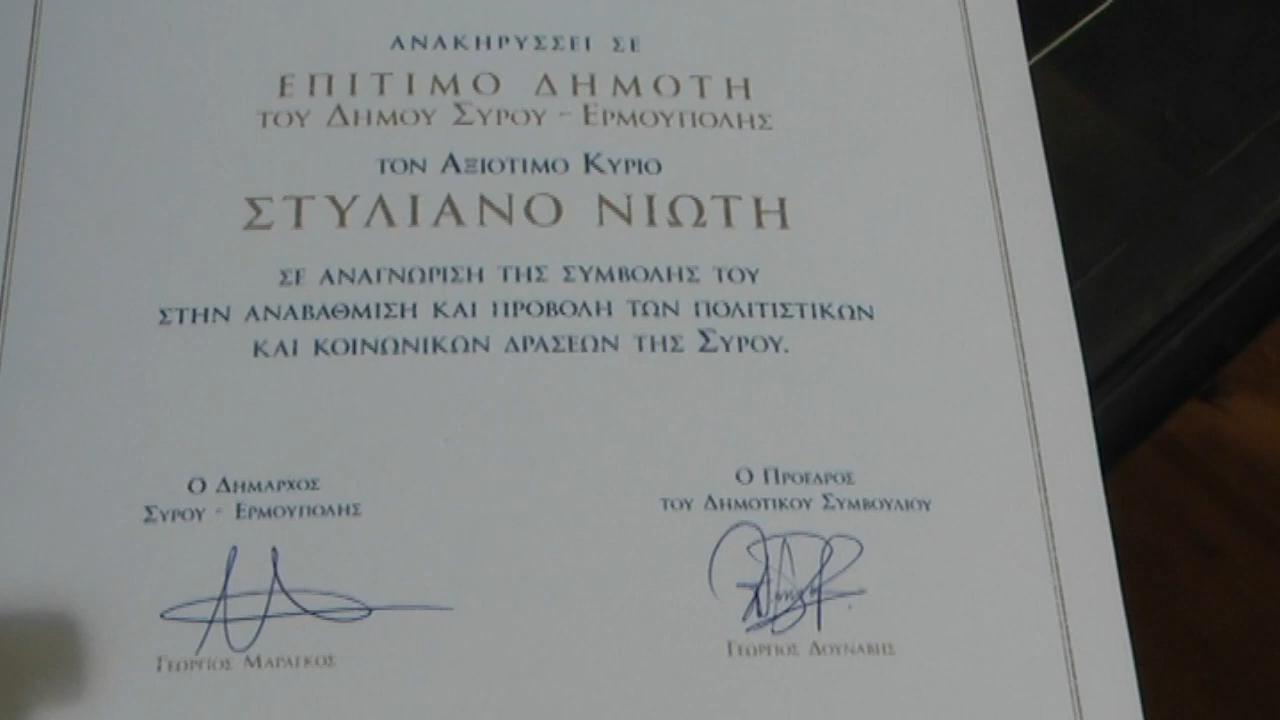 ΑΝΑΚΗΡΥΣΣΕΙ ΣΕ
ΕΠΙΤΙΜΟ ΔΗΜΟΤΗ
ΤΟΥ ΔΗΜΟΥ ΣΥΡΟΥ - ΕΡΜΟΥΠΟΛΗΣ
ΤΟΝ ΑΞΙΟΤΙΜΟ ΚΥΡΙΟ
ΣΤΥΛΙΑΝΟ ΝΙΩΤΗ
ΣΕ ΑΝΑΓΝΩΡΙΣΗ ΤΗΣ ΣΥΜΒΟΛΗΣ ΤΟΥ
ΣΤΗΝ ΑΝΑΒΑΘΜΙΣΗ ΚΑΙ ΠΡΟΒΟΛΗ ΤΩΝ ΠΟΛΙΤΙΣΤΙΚΩΝ
ΚΑΙ ΚΟΙΝΩΝΙΚΩΝ ΔΡΑΣΕΩΝ ΤΗΣ ΣΥΡΟΥ.
Ο ΔΗΜΑΡΧΟΣ
ΣΥΡΟΥ - ΕΡΜΟΥΠΟΛΗΣ
ΓΕΩΡΓΙΟΣ ΜΑΡΑΓΚΟΣ
Ο ΠΡΟΕΔΡΟΣ
ΤΟΥ ΔΗΜΟΤΙΚΟΥ ΣΥΜΒΟΥΛΙΟΥ
ΓΕΩΡΓΙΟΣ ΔΟΥΝΑΒΗΣ